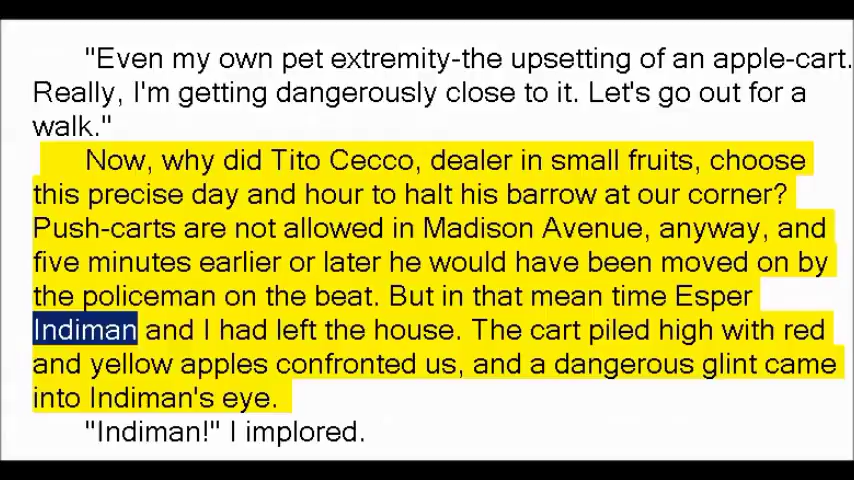 "Even my own pet extremity-the upsetting of an apple-cart.
Really, I'm getting dangerously close to it. Let's go out for a
walk."
Now, why did Tito Cecco, dealer in small fruits, choose
this precise day and hour to halt his barrow at our corner?
Push-carts are not allowed in Madison Avenue, anyway, and
five minutes earlier or later he would have been moved on by
the policeman on the beat. But in that mean time Esper
Indiman and I had left the house. The cart piled high with red
and yellow apples confronted us, and a dangerous glint came
into Indiman's eye.
"Indiman!" I implored.